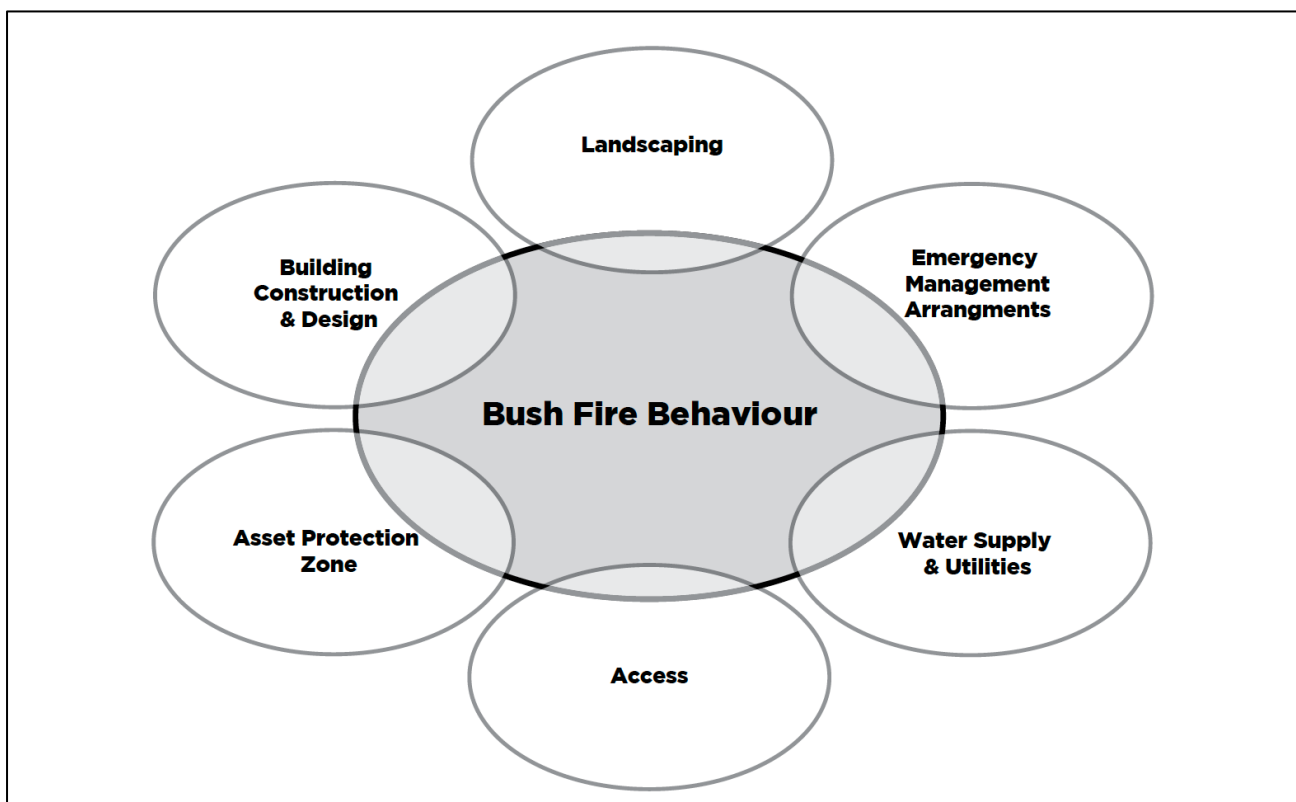 Landscaping
Building
Construction
& Design
Emergency
Management
Arrangments
Bush Fire Behaviour
Asset Protection
Zone
Water Supply
& Utilities
Access